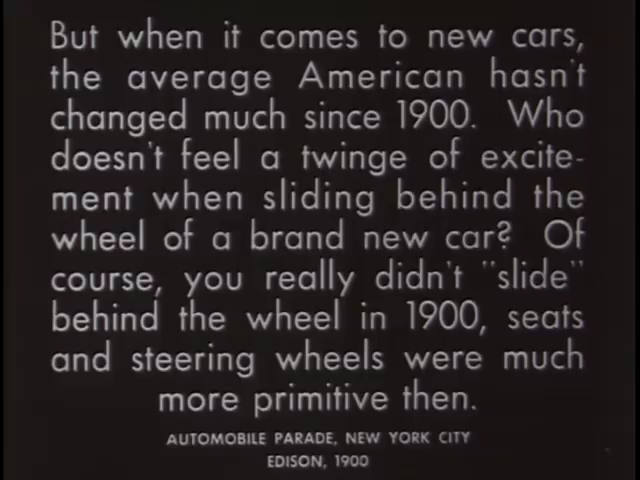 But when it comes to new cars,
the average American hasn't
changed much since 1900. Who
doesn't feel a twinge of excite-
ment when sliding behind the
wheel of a brand new car? Of
course, you really didn't "slide"
behind the wheel in 1900, seats
and steering wheels were much
more primitive then.
AUTOMOBILE PARADE, NEW YORK CITY
EDISON, 1900